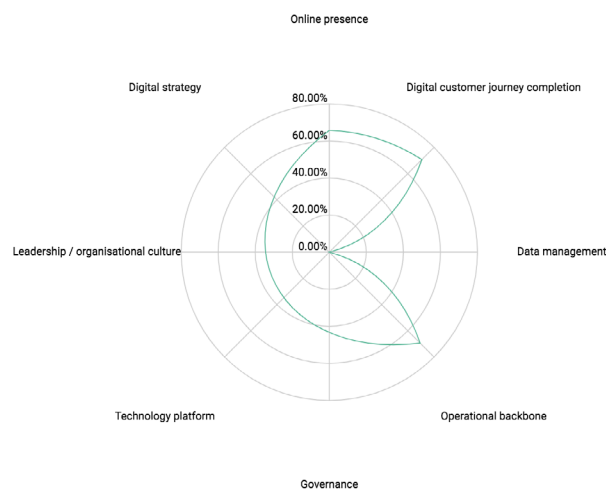 Online presence
Digital strategy
Digital customer journey completion
80.00%
60.00%
40.00%
20.00%
0.00%
Leadership / organisational culture
Data management
Technology platform
Operational backbone
Governance